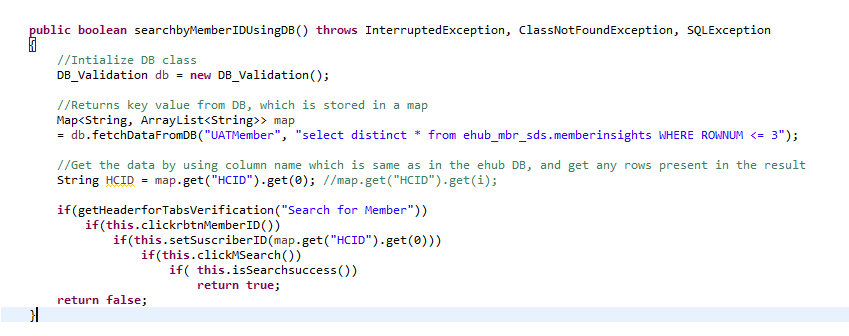 public boolean searchbyMemberIDUsingDB() throws InterruptedException, ClassNotFoundException, SQLException
{
    //Intialize DB class
    DB_Validation db = new DB_Validation();

    //Returns key value from DB, which is stored in a map
    Map<String, ArrayList<String>> map
    = db.fetchDataFromDB("UATMember", "select distinct * from ehub_mbr_sds.memberinsights WHERE ROWNUM <= 3");

    //Get the data by using column name which is same as in the ehub DB, and get any rows present in the result
    String HCID = map.get("HCID").get(0); //map.get("HCID").get(i);

    if(getHeaderforTabsVerification("Search for Member"))
        if(this.clickrbtnMemberID())
            if(this.setSuscriberID(map.get("HCID").get(0)))
                if(this.clickMSearch())
                    if( this.isSearchsuccess())
                        return true;
    return false;
}